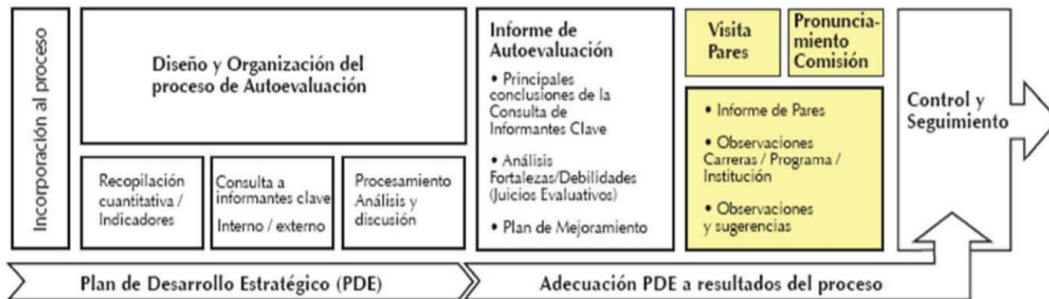 Incorporación al proceso
Diseño y Organización del
proceso de Autoevaluación
Recopilación
cuantitativa /
Indicadores
Consulta a
informantes clave
Interno / externo
Procesamiento
Análisis y
discusión
Informe de
Autoevaluación
• Principales
conclusiones de la
Consulta de
Informantes Clave
• Análisis
Fortalezas/Debilidades
(Juicios Evaluativos)
• Plan de Mejoramiento
Visita
Pares
Pronuncia-
miento
Comisión
• Informe de Pares
• Observaciones
Carreras / Programa /
Institución
• Observaciones
y sugerencias
Control y
Seguimiento
Plan de Desarrollo Estratégico (PDE)
Adecuación PDE a resultados del proceso